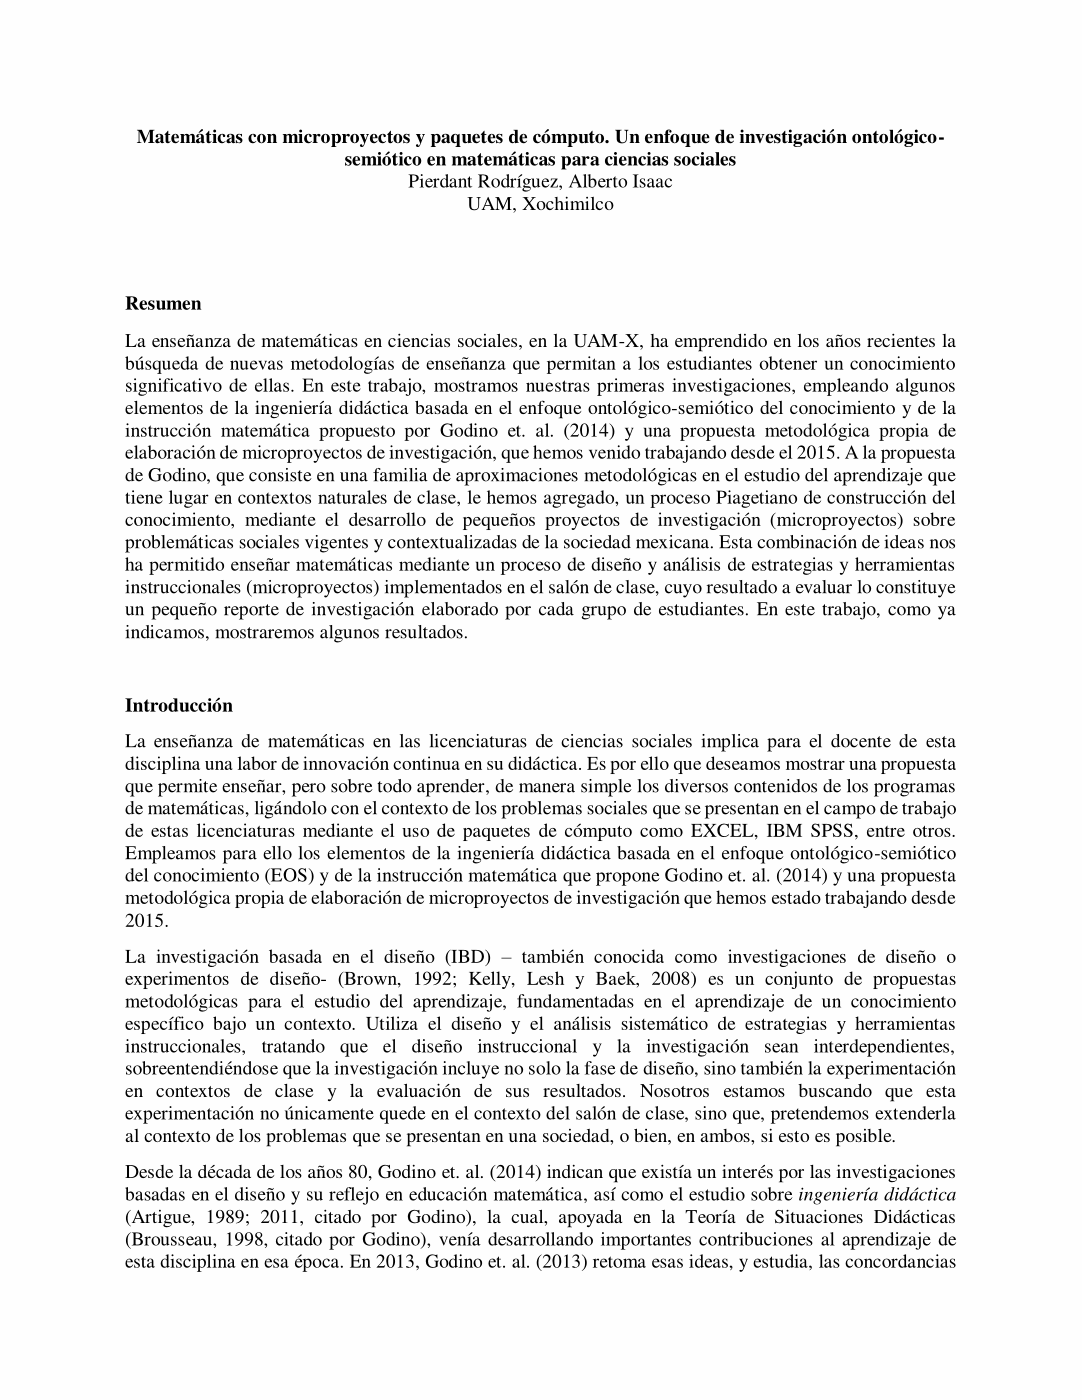 Matemáticas con microproyectos y paquetes de cómputo. Un enfoque de investigación ontológico-
semiótico en matemáticas para ciencias sociales
Pierdant Rodríguez, Alberto Isaac
UAM, Xochimilco
Resumen
La enseñanza de matemáticas en ciencias sociales, en la UAM-X, ha emprendido en los años recientes la
búsqueda de nuevas metodologías de enseñanza que permitan a los estudiantes obtener un conocimiento
significativo de ellas. En este trabajo, mostramos nuestras primeras investigaciones, empleando algunos
elementos de la ingeniería didáctica basada en el enfoque ontológico-semiótico del conocimiento y de la
instrucción matemática propuesto por Godino et. al. (2014) y una propuesta metodológica propia de
elaboración de microproyectos de investigación, que hemos venido trabajando desde el 2015. A la propuesta
de Godino, que consiste en una familia de aproximaciones metodológicas en el estudio del aprendizaje que
tiene lugar en contextos naturales de clase, le hemos agregado, un proceso Piagetiano de construcción del
conocimiento, mediante el desarrollo de pequeños proyectos de investigación (microproyectos) sobre
problemáticas sociales vigentes y contextualizadas de la sociedad mexicana. Esta combinación de ideas nos
ha permitido enseñar matemáticas mediante un proceso de diseño y análisis de estrategias y herramientas
instruccionales (microproyectos) implementados en el salón de clase, cuyo resultado a evaluar lo constituye
un pequeño reporte de investigación elaborado por cada grupo de estudiantes. En este trabajo, como ya
indicamos, mostraremos algunos resultados.
Introducción
La enseñanza de matemáticas en las licenciaturas de ciencias sociales implica para el docente de esta
disciplina una labor de innovación continua en su didáctica. Es por ello que deseamos mostrar una propuesta
que permite enseñar, pero sobre todo aprender, de manera simple los diversos contenidos de los programas
de matemáticas, ligándolo con el contexto de los problemas sociales que se presentan en el campo de trabajo
de estas licenciaturas mediante el uso de paquetes de cómputo como EXCEL, IBM SPSS, entre otros.
Empleamos para ello los elementos de la ingeniería didáctica basada en el enfoque ontológico-semiótico
del conocimiento (EOS) y de la instrucción matemática que propone Godino et. al. (2014) y una propuesta
metodológica propia de elaboración de microproyectos de investigación que hemos estado trabajando desde
2015.
La investigación basada en el diseño (IBD) – también conocida como investigaciones de diseño o
experimentos de diseño- (Brown, 1992; Kelly, Lesh y Baek, 2008) es un conjunto de propuestas
metodológicas para el estudio del aprendizaje, fundamentadas en el aprendizaje de un conocimiento
específico bajo un contexto. Utiliza el diseño y el análisis sistemático de estrategias y herramientas
instruccionales, tratando que el diseño instruccional y la investigación sean interdependientes,
sobreentendiéndose que la investigación incluye no solo la fase de diseño, sino también la experimentación
en contextos de clase y la evaluación de sus resultados. Nosotros estamos buscando que esta
experimentación no únicamente quede en el contexto del salón de clase, sino que, pretendemos extenderla
al contexto de los problemas que se presentan en una sociedad, o bien, en ambos, si esto es posible.
Desde la década de los años 80, Godino et. al. (2014) indican que existía un interés por las investigaciones
basadas en el diseño y su reflejo en educación matemática, así como el estudio sobre ingeniería didáctica
(Artigue, 1989; 2011, citado por Godino), la cual, apoyada en la Teoría de Situaciones Didácticas
(Brousseau, 1998, citado por Godino), venía desarrollando importantes contribuciones al aprendizaje de
esta disciplina en esa época. En 2013, Godino et. al. (2013) retoma esas ideas, y estudia, las concordancias